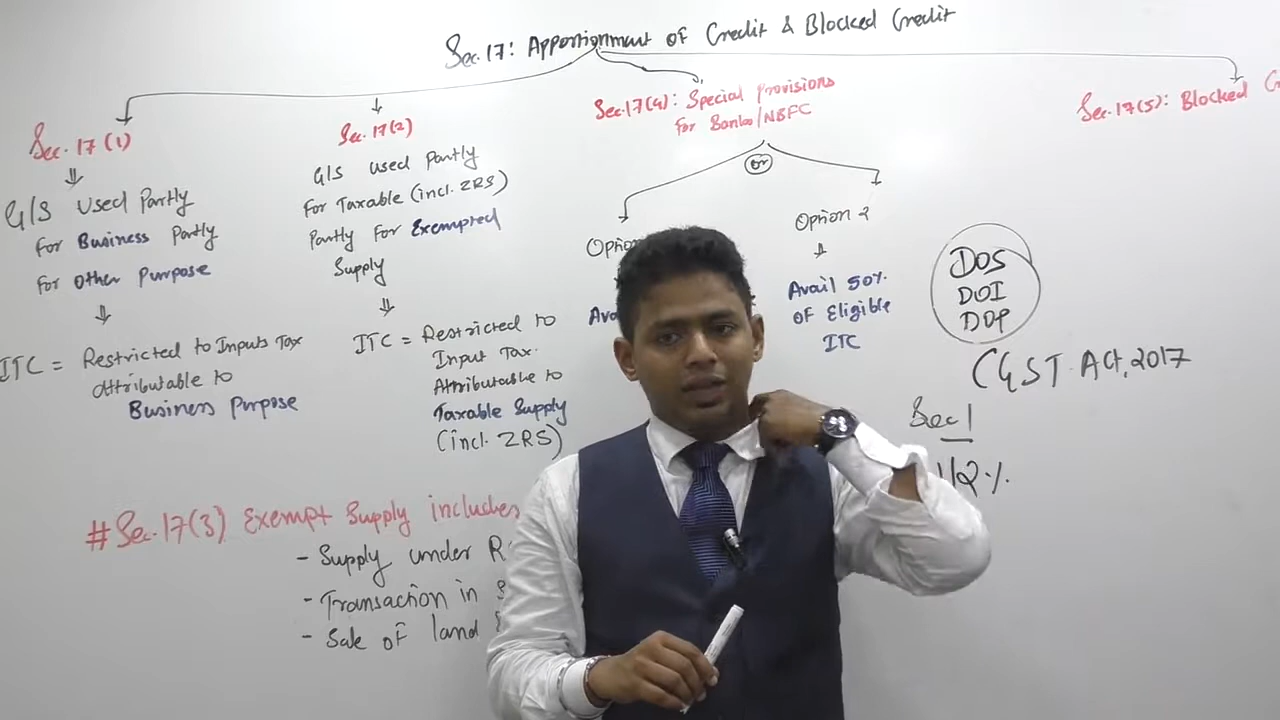 Sec.17: Apportionment of Credit & Blocked Credit
Sec. 17 (1)
G/S Used Partly
For Business Partly
For Other Purpose
ITC = Restricted to Inputs Tax
Attributable to
Business Purpose
Sec. 17(2)
G/S used Partly
For Taxable (incl. ZRS)
Partly For Exempted
Supply
ITC = Restricted to
Input Tax.
Attributable to
Taxable Supply
(incl. ZRS)
Sec.17(4): Special Provisions
For Banks/NBFC
Or
Option 2
Avail 50%
OF Eligible
ITC
Sec.17(5): Blocked
DOS
DOI
DOP
CGST Act, 2017
Sec 1
# Sec.17(3) Exempt Supply includes
- Supply under
- Transaction in
- Sale of land